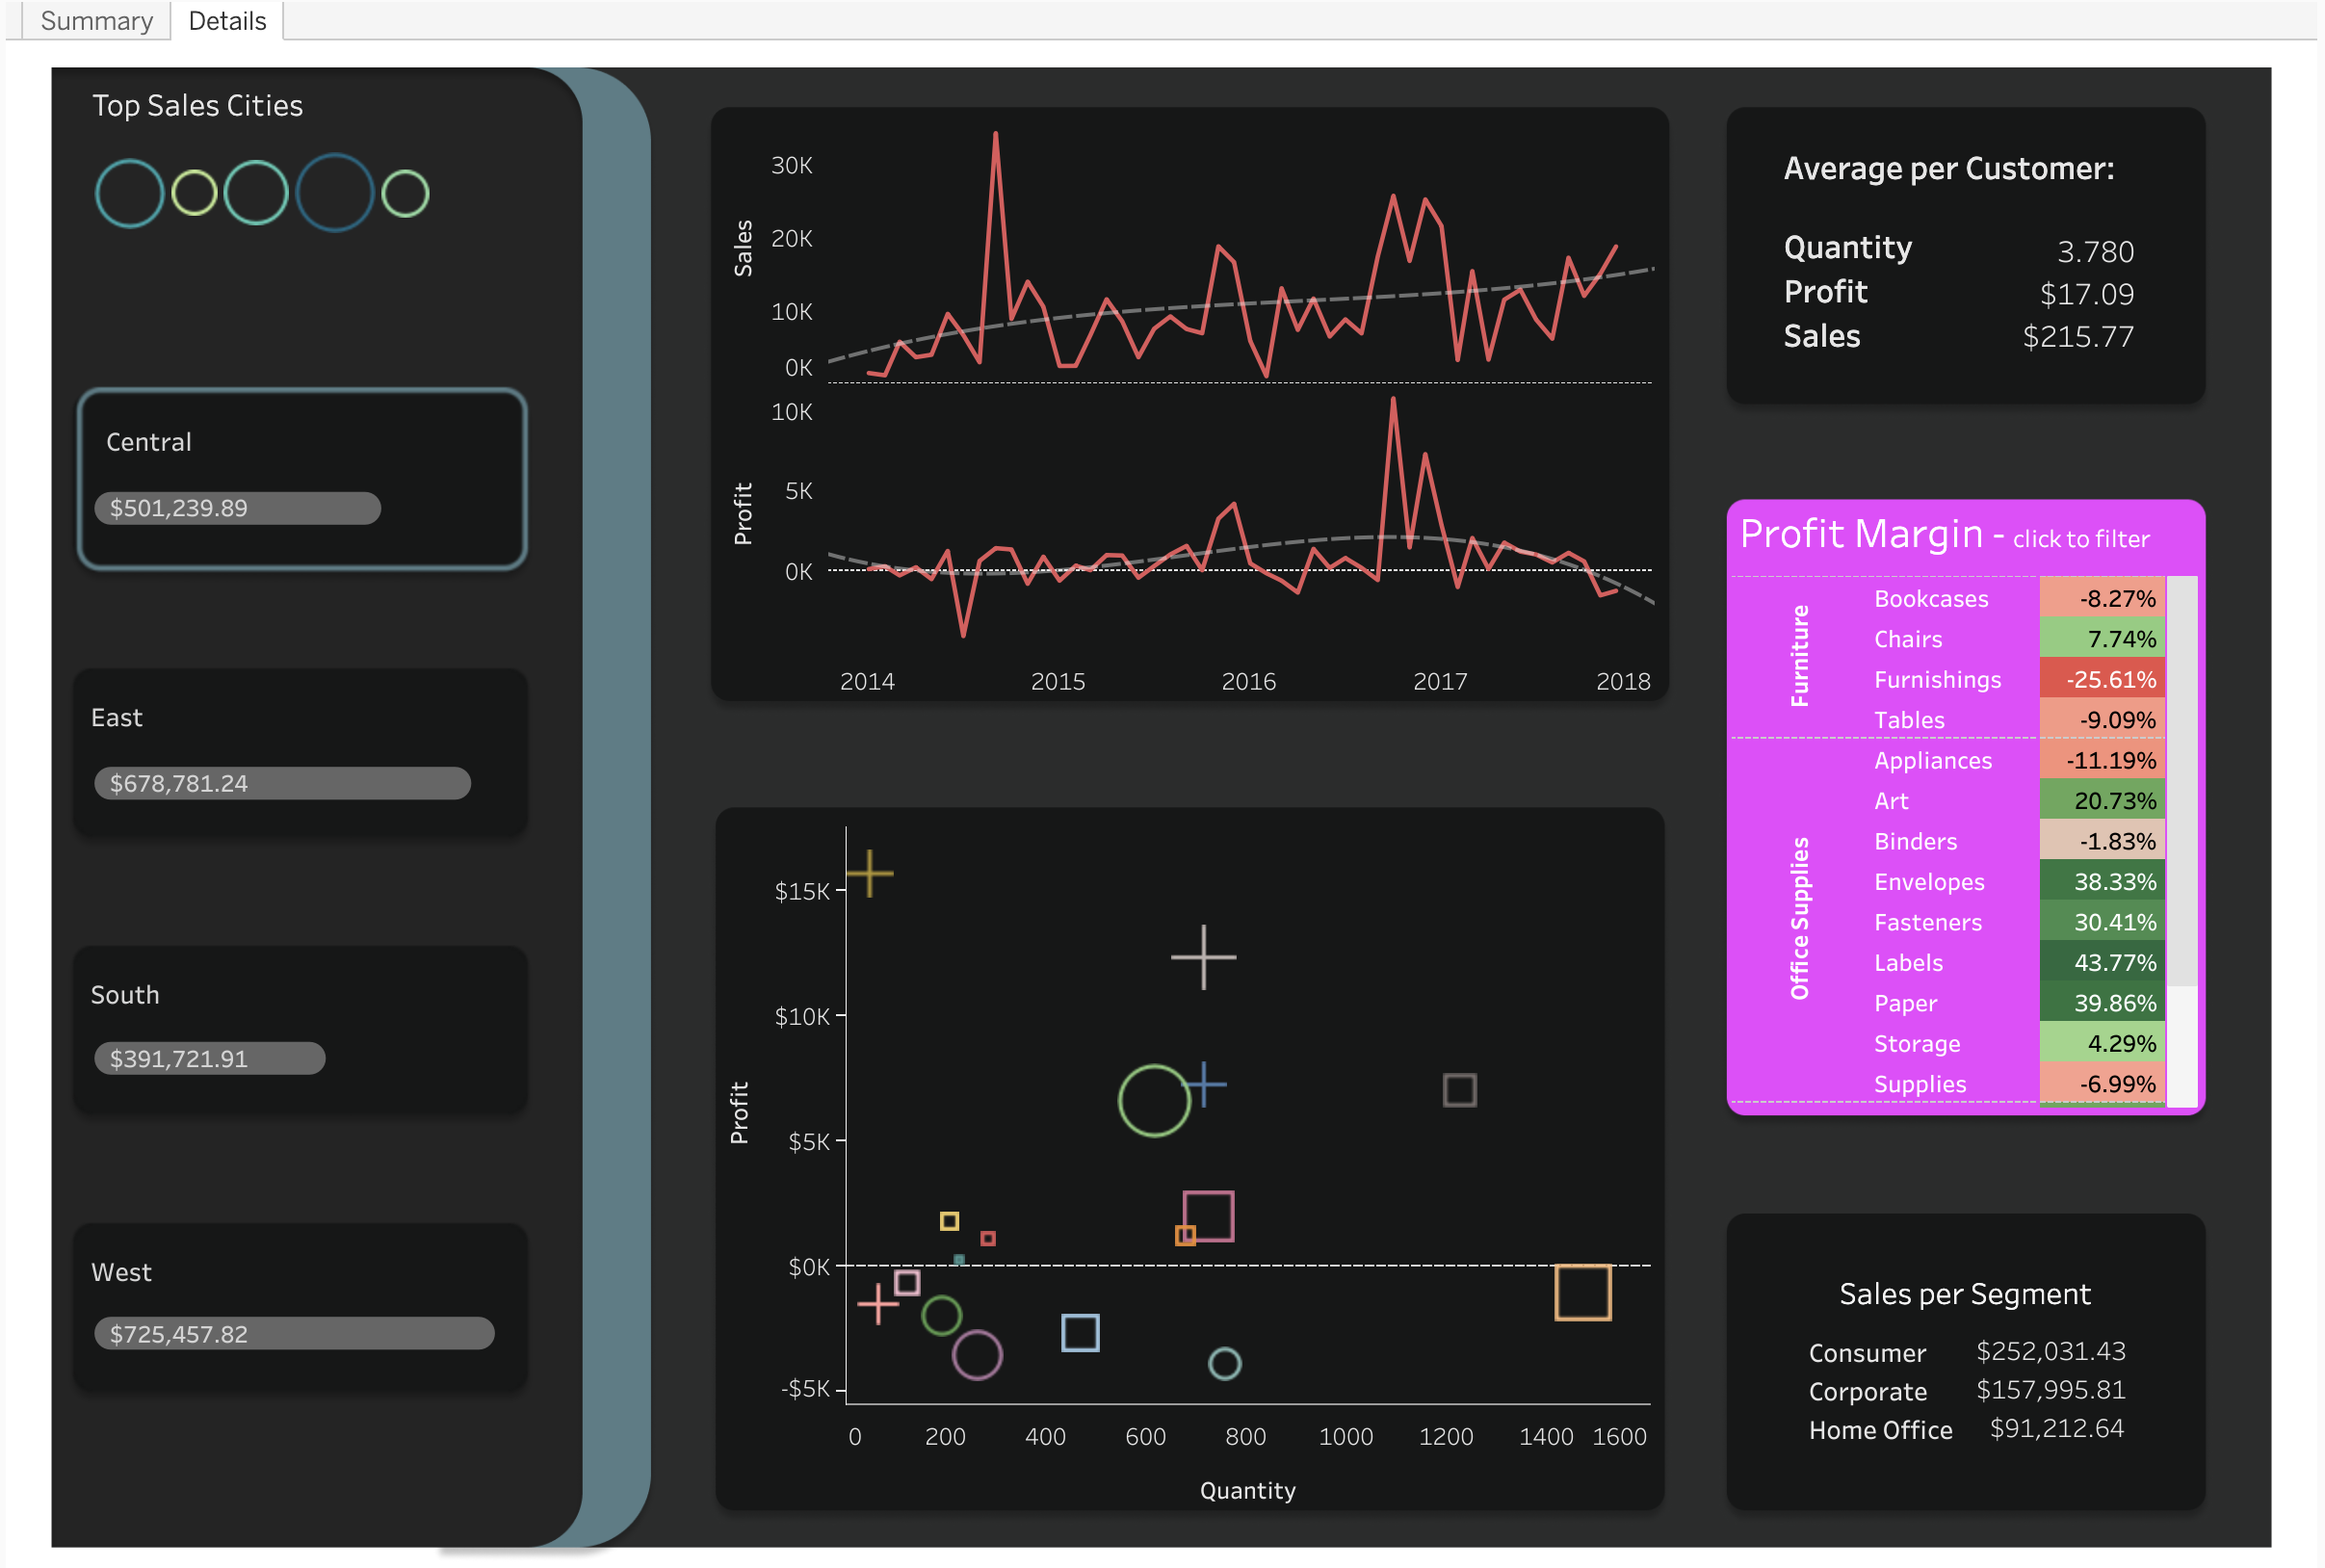 Summary
Details
Top Sales Cities
Central
$501,239.89
East
$678,781.24
South
$391,721.91
West
$725,457.82
Sales
30K
20K
10K
0K
Profit
10K
5K
0K
2014 2015 2016 2017 2018
Profit
$15K
$10K
$5K
$0K
-$5K
0 200 400 600 800 1000 1200 1400 1600
Quantity
Average per Customer:
Quantity 3.780
Profit $17.09
Sales $215.77
Profit Margin - click to filter
Furniture
Bookcases -8.27%
Chairs 7.74%
Furnishings -25.61%
Tables -9.09%
Office Supplies
Appliances -11.19%
Art 20.73%
Binders -1.83%
Envelopes 38.33%
Fasteners 30.41%
Labels 43.77%
Paper 39.86%
Storage 4.29%
Supplies -6.99%
Sales per Segment
Consumer $252,031.43
Corporate $157,995.81
Home Office $91,212.64